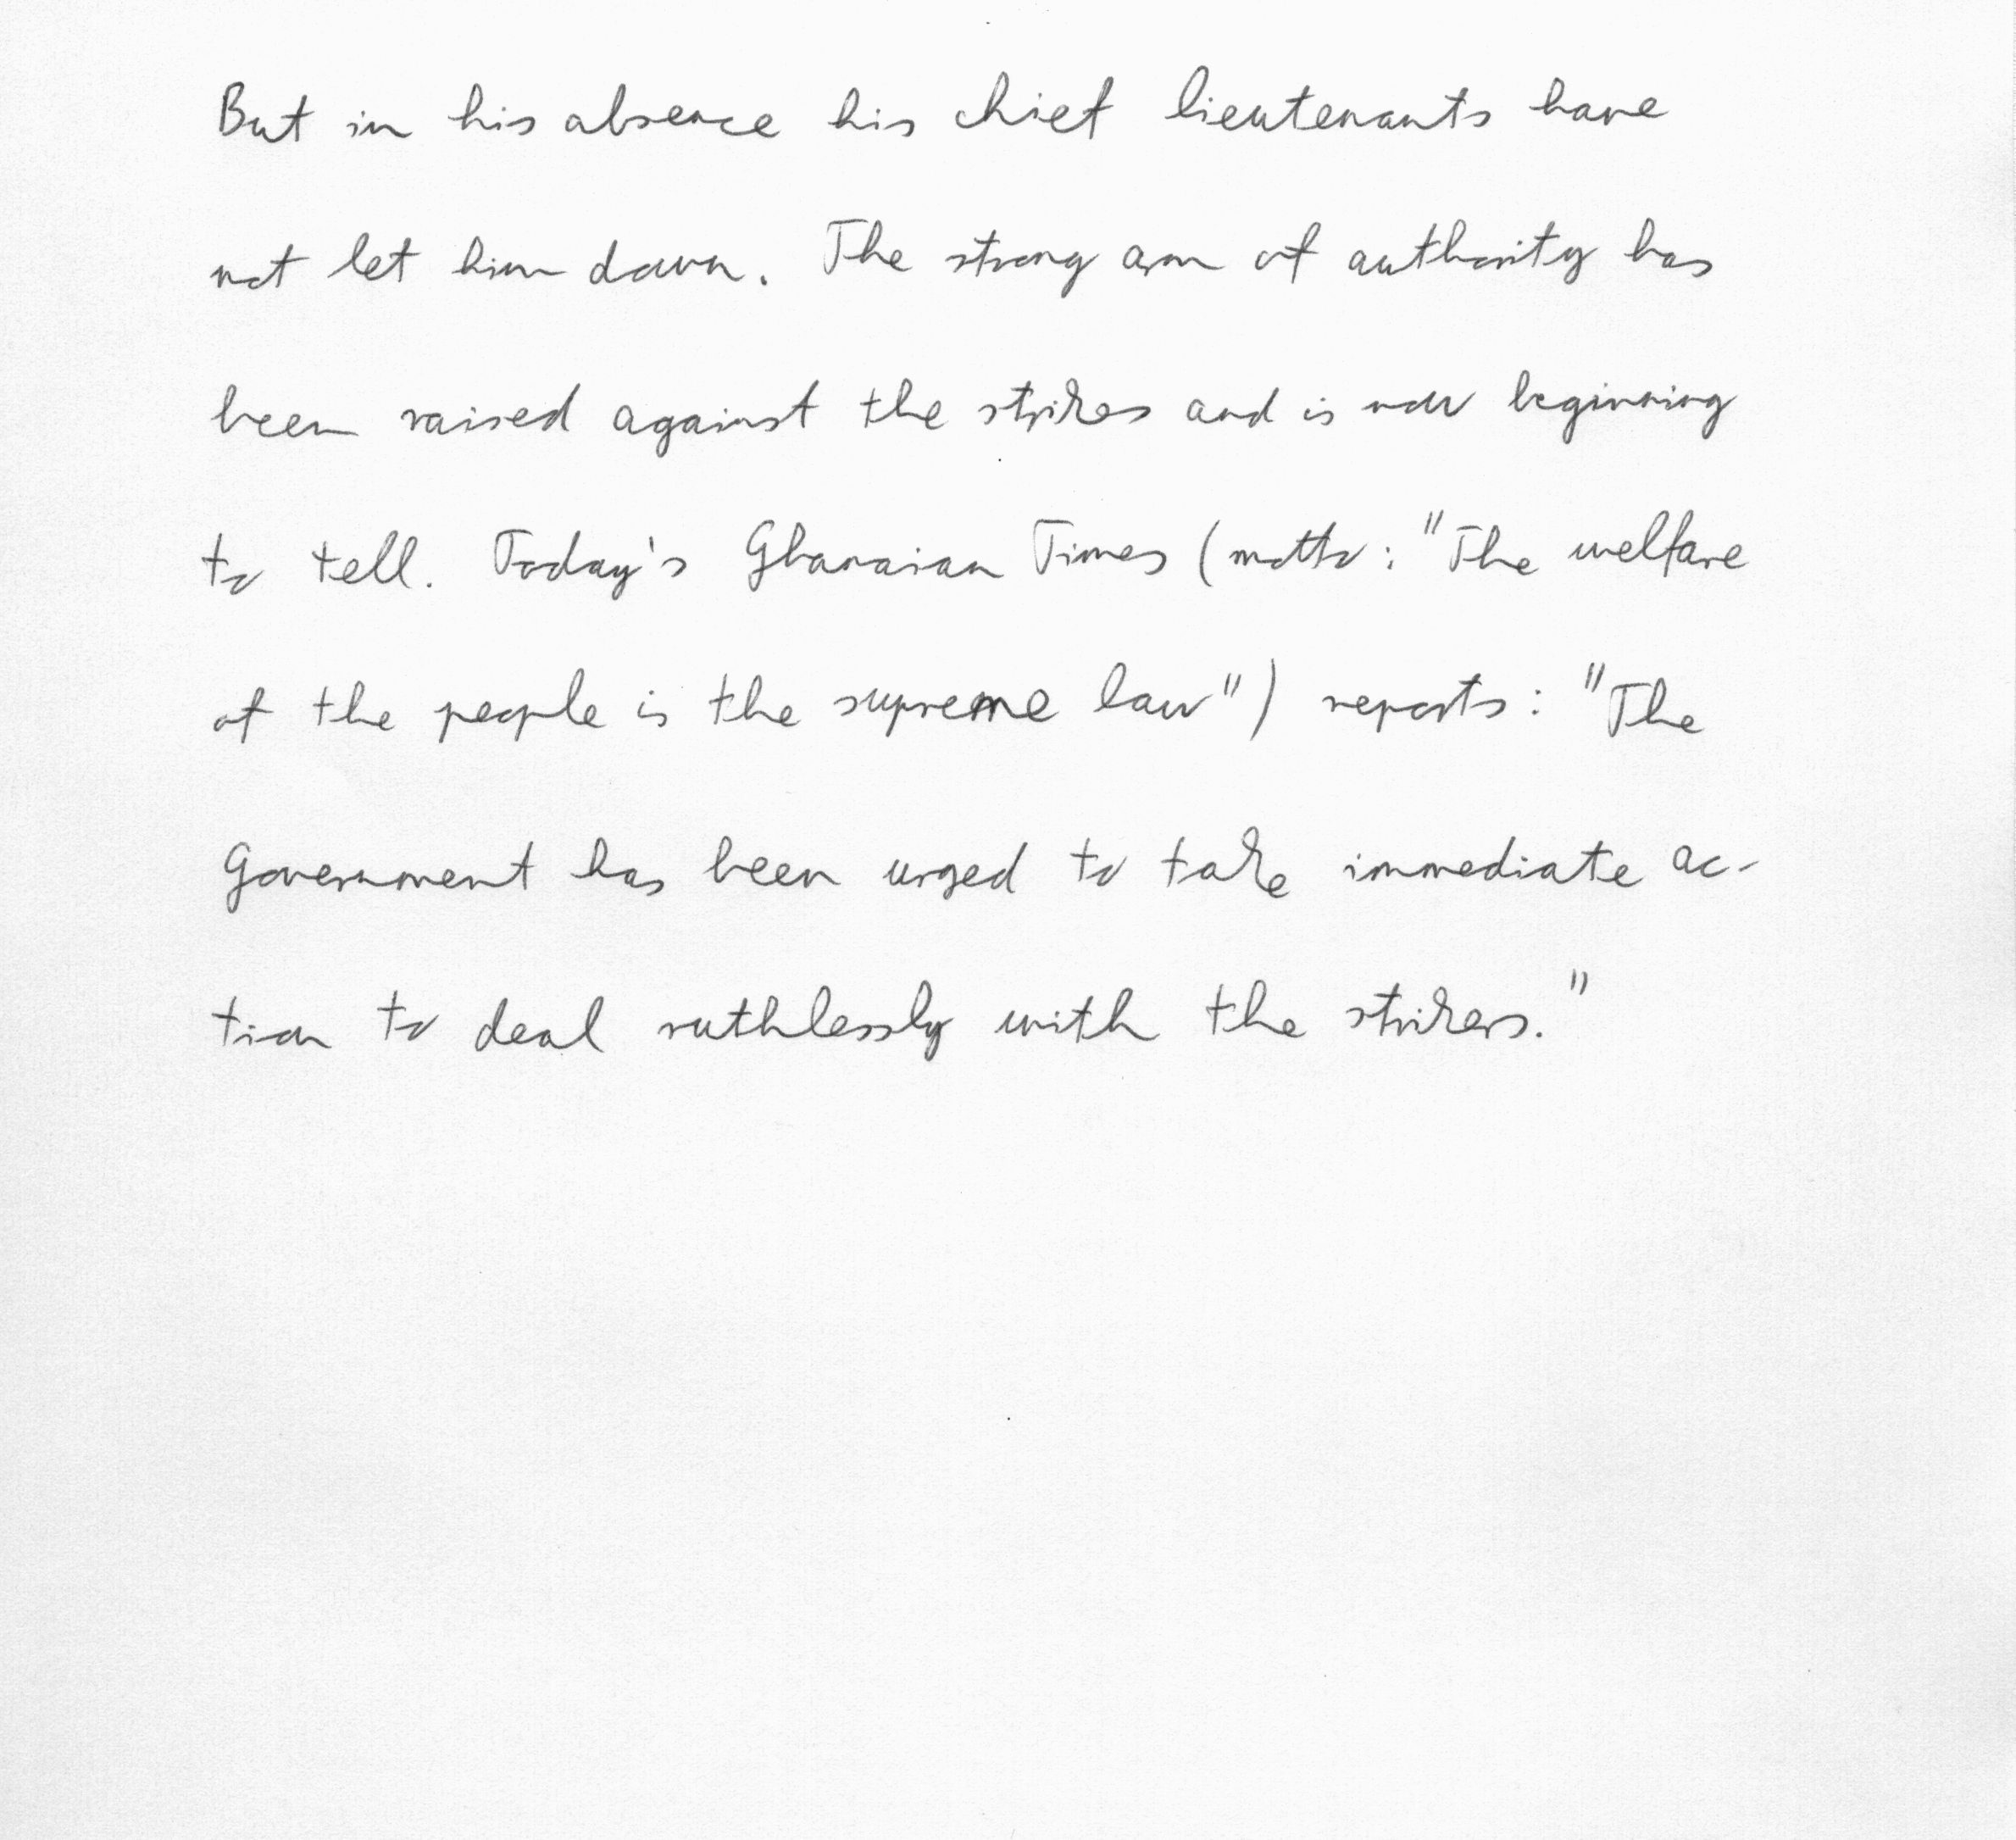 But in his absence his chief lieutenants have
not let him down. The strong arm of authority has
been raised against the strikes and is now beginning
to tell. Today's Ghanaian Times (motto: "The welfare
of the people is the supreme law") reports: "The
Government has been urged to take immediate ac-
tion to deal ruthlessly with the strikers."